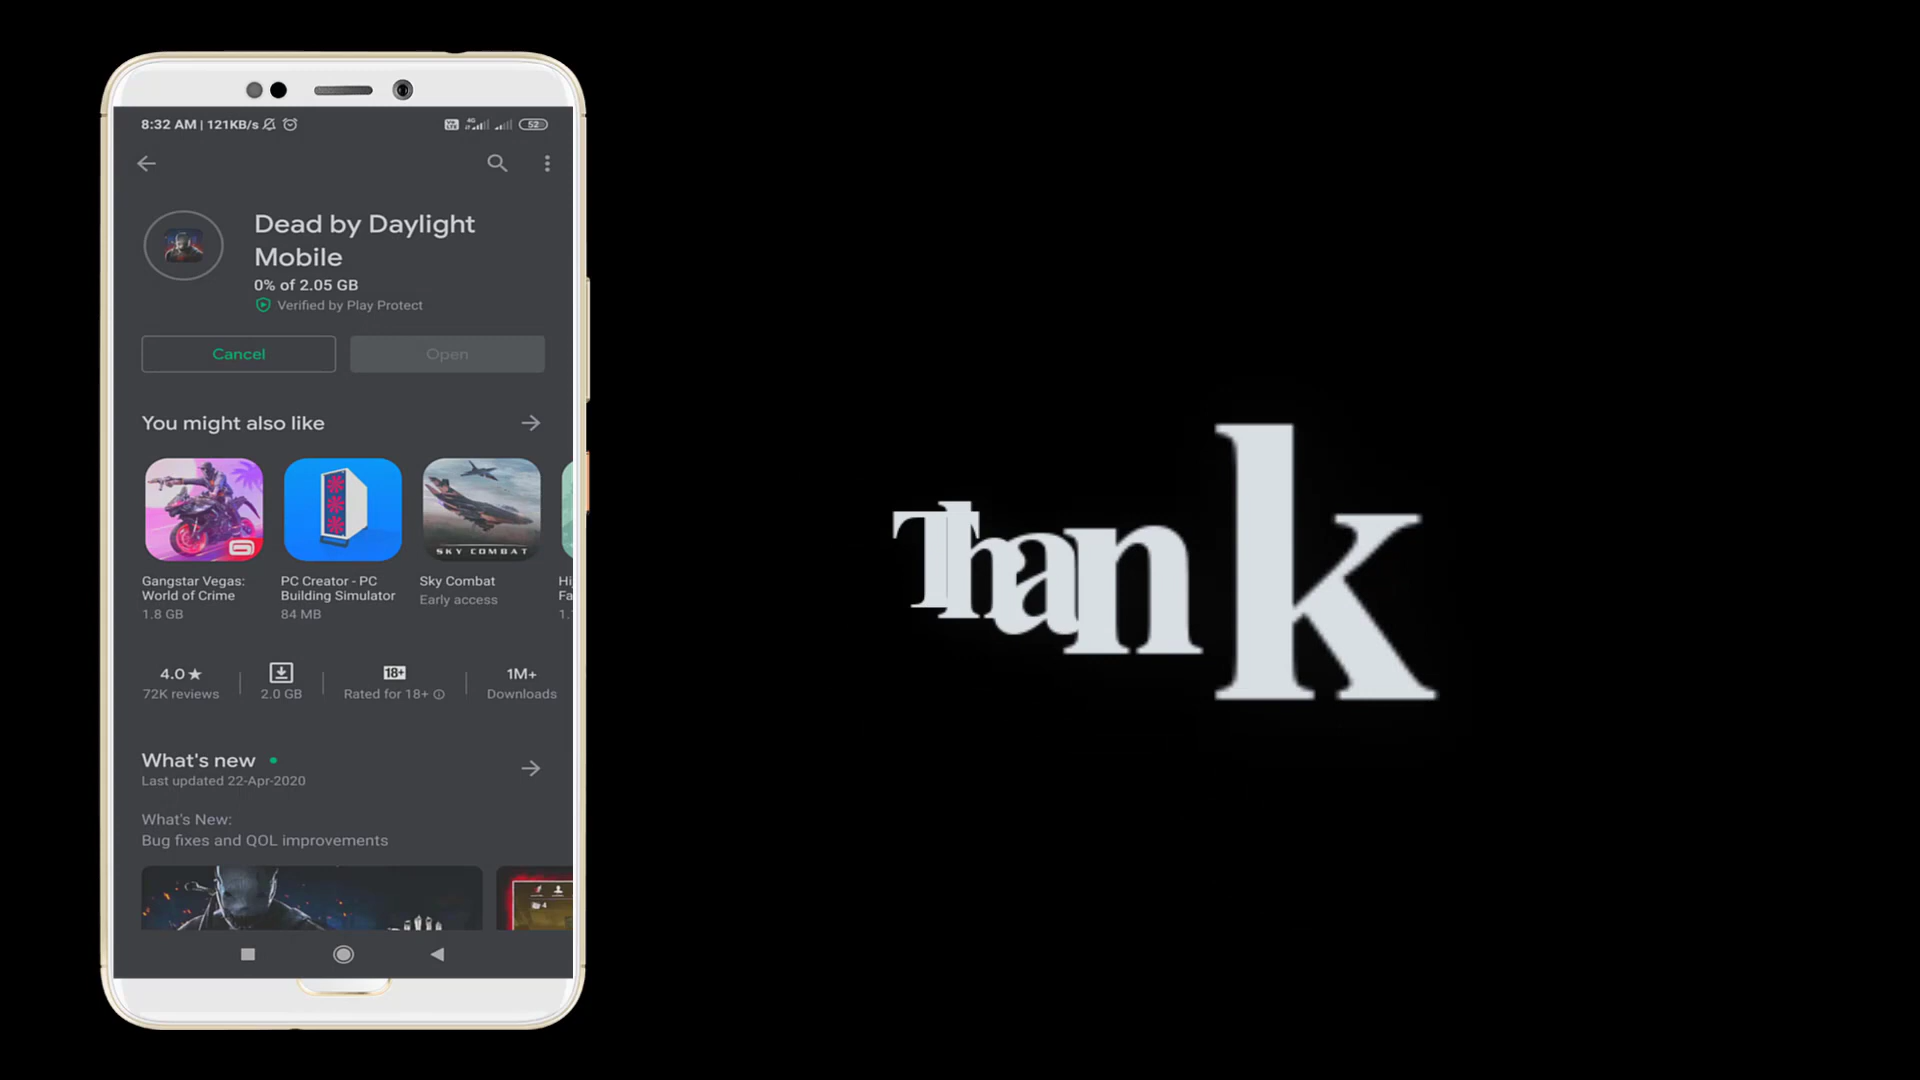 8:32 AM | 121KB/s
4G
52
Dead by Daylight
Mobile
0% of 2.05 GB
Verified by Play Protect
Cancel
Open
You might also like
SKY COMBAT
Gangstar Vegas:
World of Crime
1.8 GB
PC Creator - PC
Building Simulator
84 MB
Sky Combat
Early access
4.0★
72K reviews
2.0 GB
18+
Rated for 18+
1M+
Downloads
What's new
Last updated 22-Apr-2020
What's New:
Bug fixes and QOL improvements
4
Thank